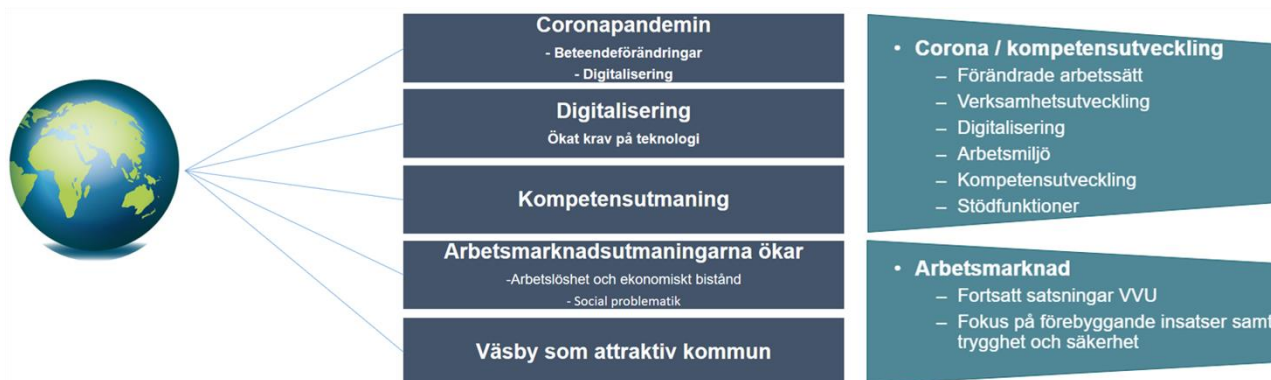 Coronapandemin
- Beteendeförändringar
- Digitalisering
Digitalisering
Ökat krav på teknologi
Kompetensutmaning
Arbetsmarknadsutmaningarna ökar
-Arbetslöshet och ekonomiskt bistånd
- Social problematik
Väsby som attraktiv kommun
• Corona / kompetensutveckling
– Förändrade arbetssätt
– Verksamhetsutveckling
– Digitalisering
– Arbetsmiljö
– Kompetensutveckling
– Stödfunktioner
• Arbetsmarknad
– Fortsatt satsningar VVU
– Fokus på förebyggande insatser samt
trygghet och säkerhet